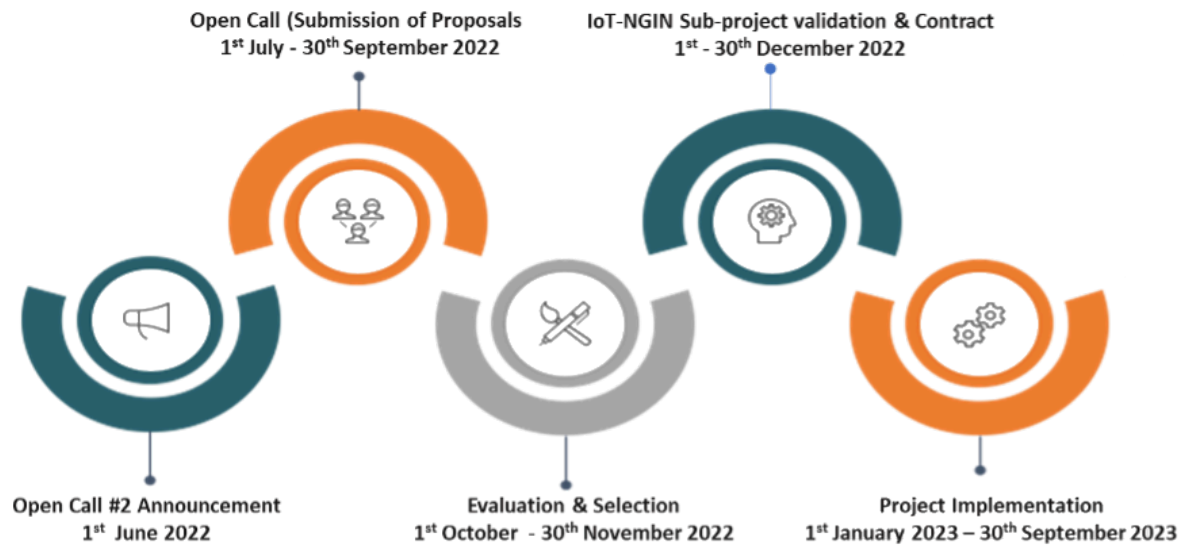 Open Call (Submission of Proposals
1st July - 30th September 2022
IoT-NGIN Sub-project validation & Contract
1st - 30th December 2022
Open Call #2 Announcement
1st June 2022
Evaluation & Selection
1st October - 30th November 2022
Project Implementation
1st January 2023 – 30th September 2023